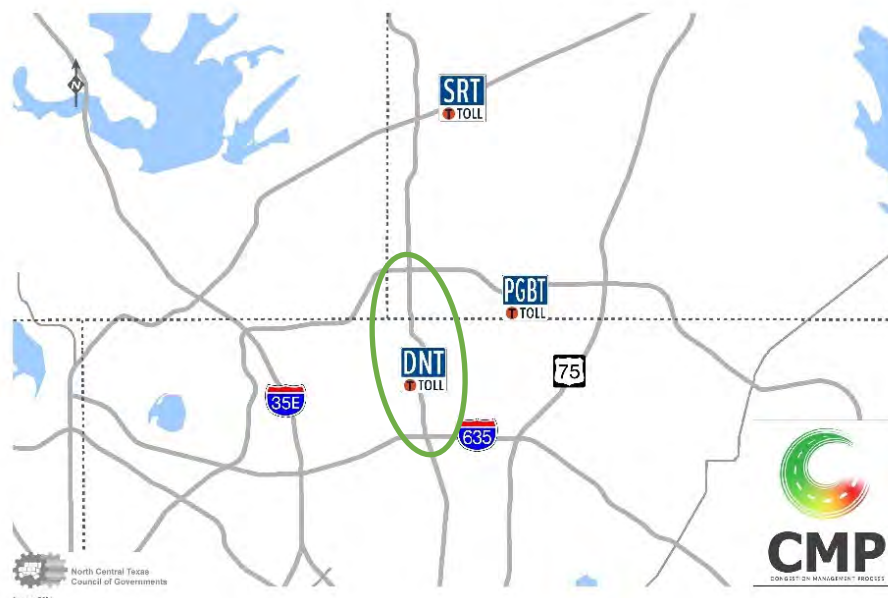 N
SRT
T TOLL
PGBT
T TOLL
DNT
T TOLL
75
35E
635
CMP
CONGESTION MANAGEMENT PROCESS
North Central Texas
Council of Governments